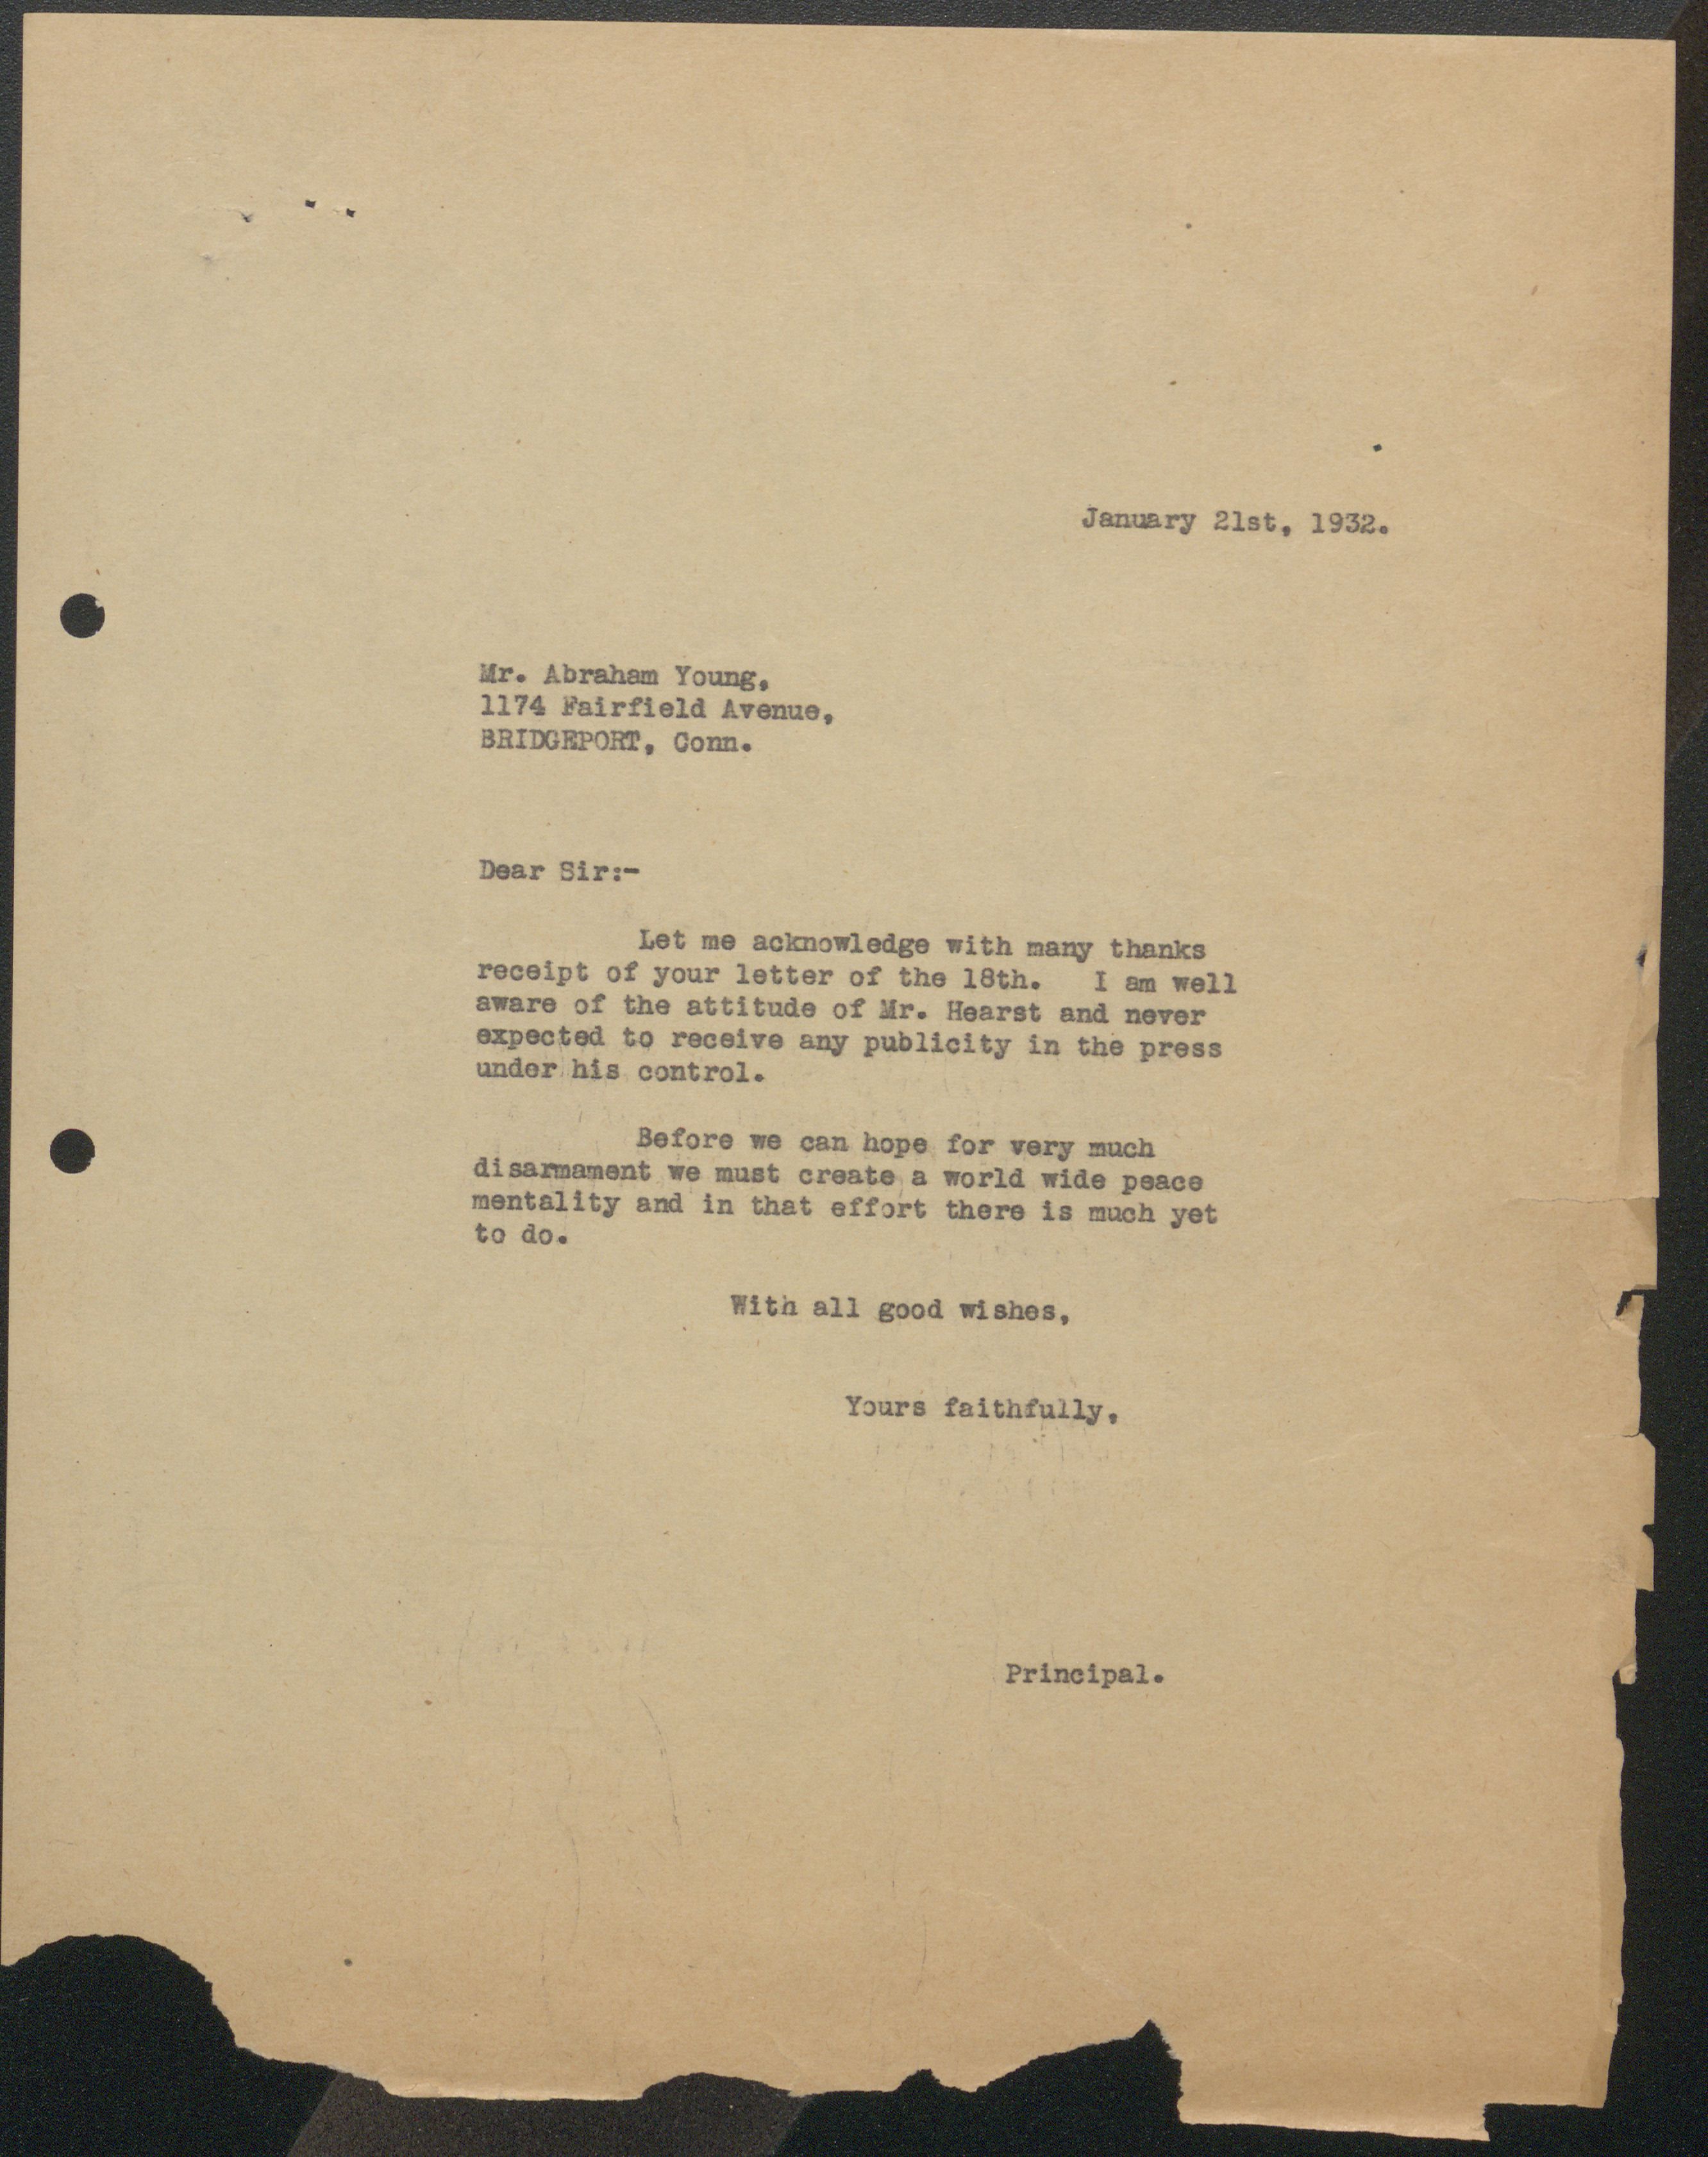 January 21st, 1932.
Mr. Abraham Young,
1174 Fairfield Avenue,
BRIDGEPORT, Conn.
Dear Sir:-
Let me acknowledge with many thanks
receipt of your letter of the 18th. I am well
aware of the attitude of Mr. Hearst and never
expected to receive any publicity in the press
under his control.
Before we can hope for very much
disarmament we must create a world wide peace
mentality and in that effort there is much yet
to do.
With all good wishes,
Yours faithfully,
Principal.